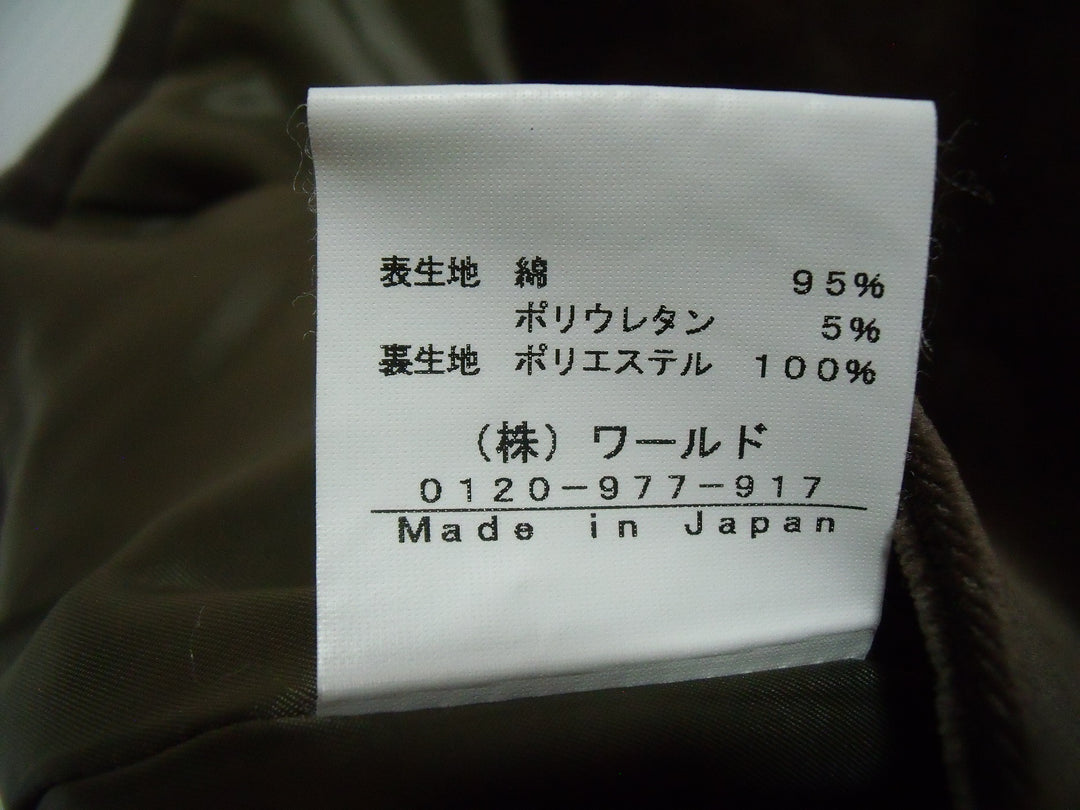 表生地 綿 95%
ポリウレタン 5%
裏生地 ポリエステル 100%
(株)ワールド
0120-977-917
Made in Japan